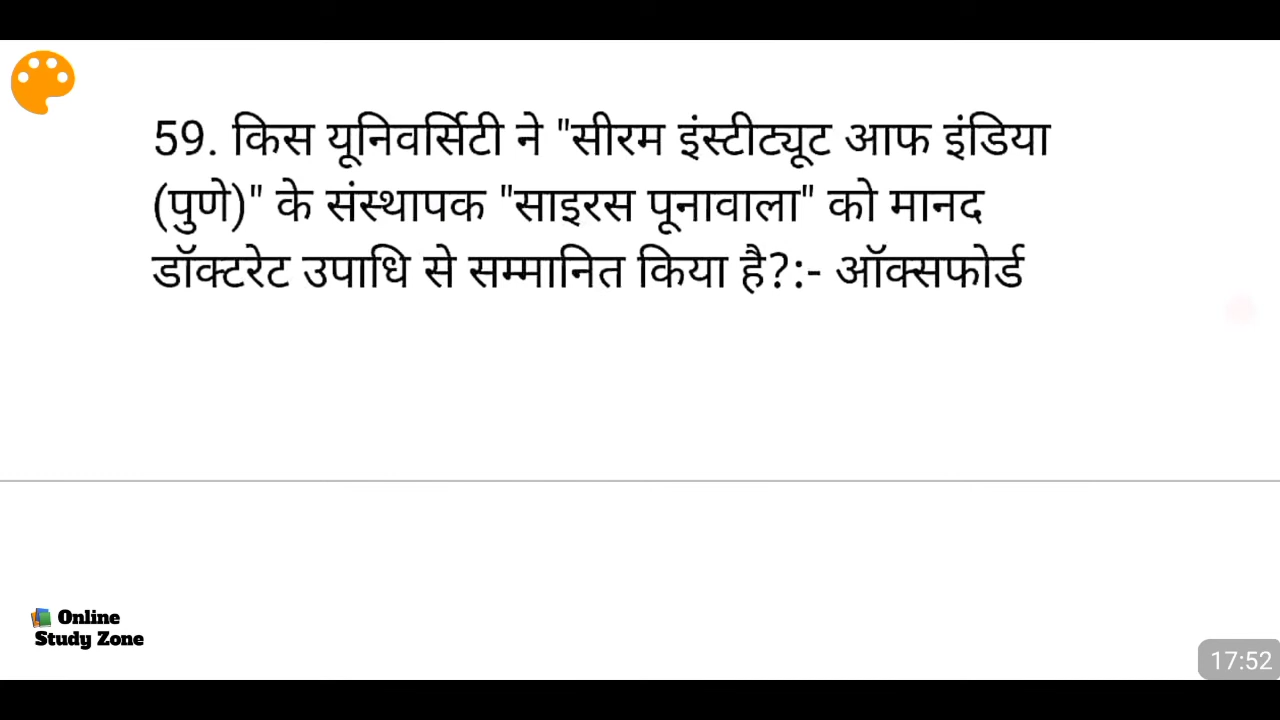 59. किस यूनिवर्सिटी ने "सीरम इंस्टीट्यूट आफ इंडिया
(पुणे)" के संस्थापक "साइरस पूनावाला" को मानद
डॉक्टरेट उपाधि से सम्मानित किया है?:- ऑक्सफोर्ड
Online
Study Zone
17:52